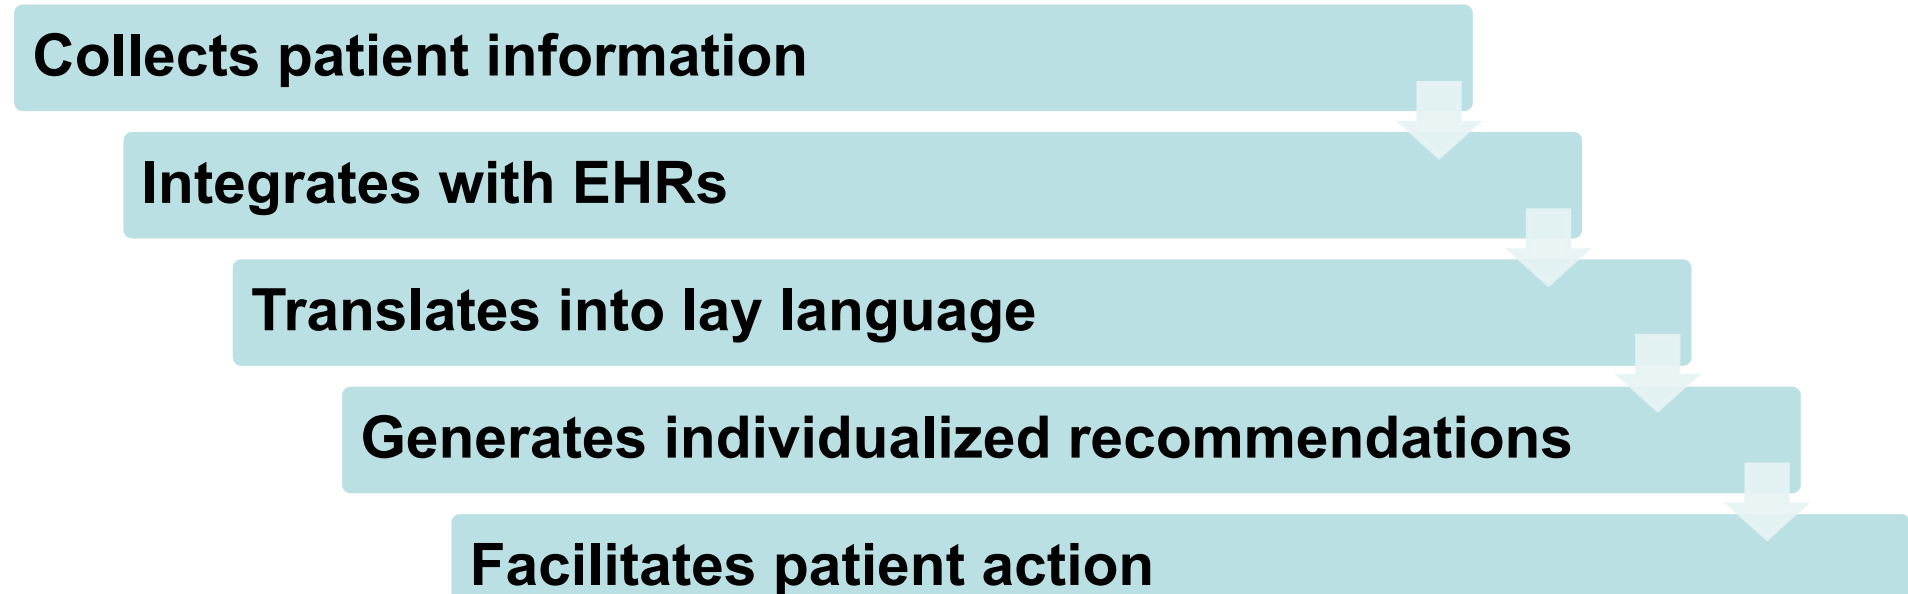 Collects patient information
Integrates with EHRs
Translates into lay language
Generates individualized recommendations
Facilitates patient action